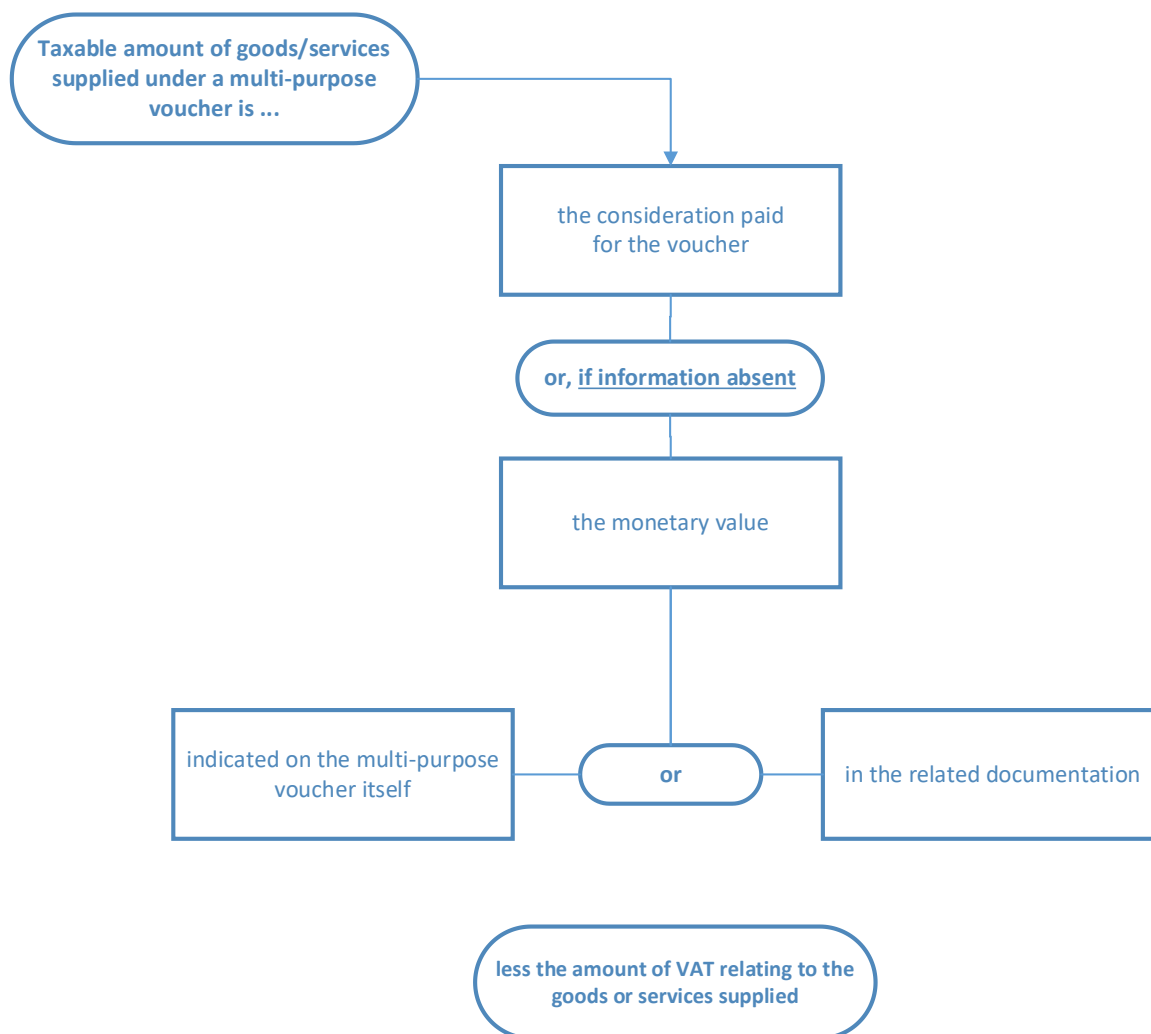 Taxable amount of goods/services
supplied under a multi-purpose
voucher is ...
the consideration paid
for the voucher
or, if information absent
the monetary value
indicated on the multi-purpose
voucher itself
or
in the related documentation
less the amount of VAT relating to the
goods or services supplied